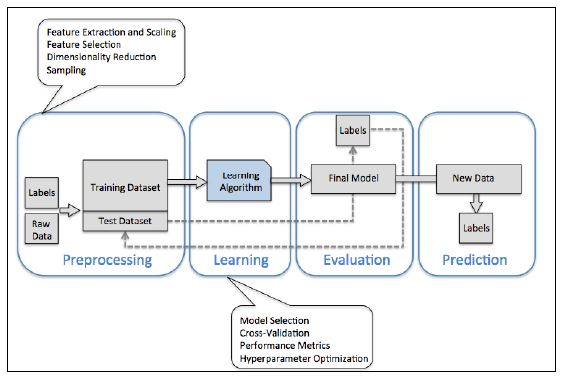 Feature Extraction and Scaling
Feature Selection
Dimensionality Reduction
Sampling
Labels
Raw
Data
Training Dataset
Test Dataset
Preprocessing
Learning
Algorithm
Learning
Labels
Final Model
Evaluation
New Data
Labels
Prediction
Model Selection
Cross-Validation
Performance Metrics
Hyperparameter Optimization